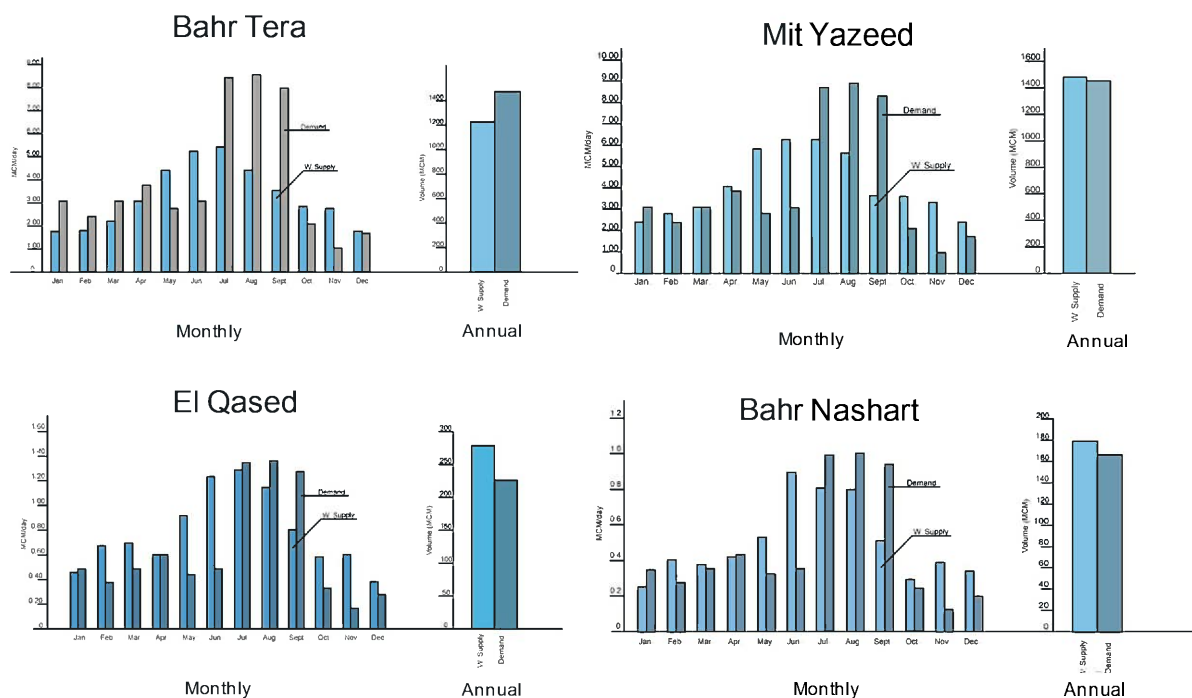 Bahr Tera
9.00
8.00
7.00
6.00
5.00
4.00
3.00
2.00
1.00
0
MCM/day
Demand
W Supply
Jan Feb Mar Apr May Jun Jul Aug Sept Oct Nov Dec
Monthly
1400
1200
1000
800
600
400
200
0
Volume (MCM)
W Supply
Demand
Annual
Mit Yazeed
10.00
9.00
8.00
7.00
6.00
5.00
4.00
3.00
2.00
1.00
0
MCM/day
Demand
W Supply
Jan Feb Mar Apr May Jun Jul Aug Sept Oct Nov Dec
Monthly
1600
1400
1200
1000
800
600
400
200
0
Volume (MCM)
W Supply
Demand
Annual
El Qased
1.60
1.40
1.20
1.00
0.80
0.60
0.40
0.20
0
MCM/day
Demand
W Supply
Jan Feb Mar Apr May Jun Jul Aug Sept Oct Nov Dec
Monthly
300
250
200
150
100
50
0
Volume (MCM)
W Supply
Demand
Annual
Bahr Nashart
1.2
1.0
0.8
0.6
0.4
0.2
0
MCM/day
Demand
W Supply
Jan Feb Mar Apr May Jun Jul Aug Sept Oct Nov Dec
Monthly
200
180
160
140
120
100
80
60
40
20
0
Volume (MCM)
W Supply
Demand
Annual